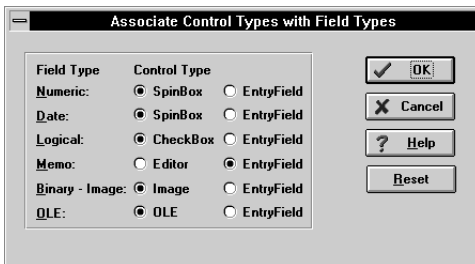 Associate Control Types with Field Types
Field Type Control Type
Numeric: SpinBox EntryField
Date: SpinBox EntryField
Logical: CheckBox EntryField
Memo: Editor EntryField
Binary - Image: Image EntryField
OLE: OLE EntryField
OK
Cancel
Help
Reset